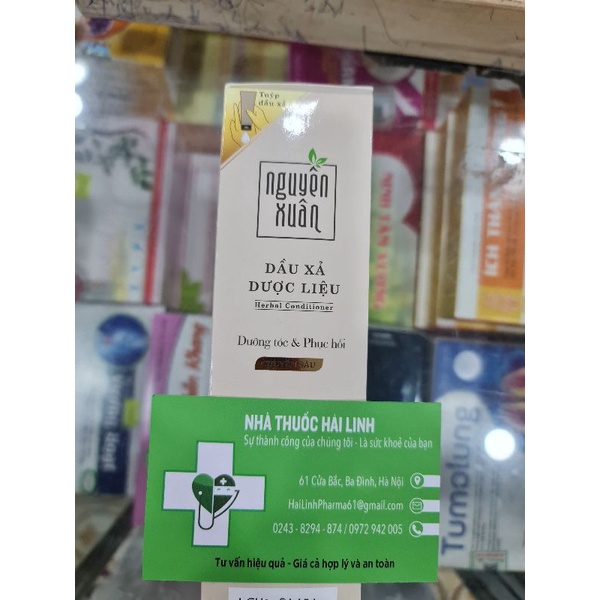 Tuýp
dầu xả
nguyên
xuân
DẦU XẢ
DƯỢC LIỆU
Herbal Conditioner
Dưỡng tóc & Phục hồi
NHÀ THUỐC HẢI LINH
Sự thành công của chúng tôi - Là sức khoẻ của bạn
61 Cửa Bắc, Ba Đình, Hà Nội
HaiLinhPharma61@gmail.com
0243 - 8294 - 874 / 0972 942 005
Tư vấn hiệu quả - Giá cả hợp lý và an toàn
Tumolung
ÍCH